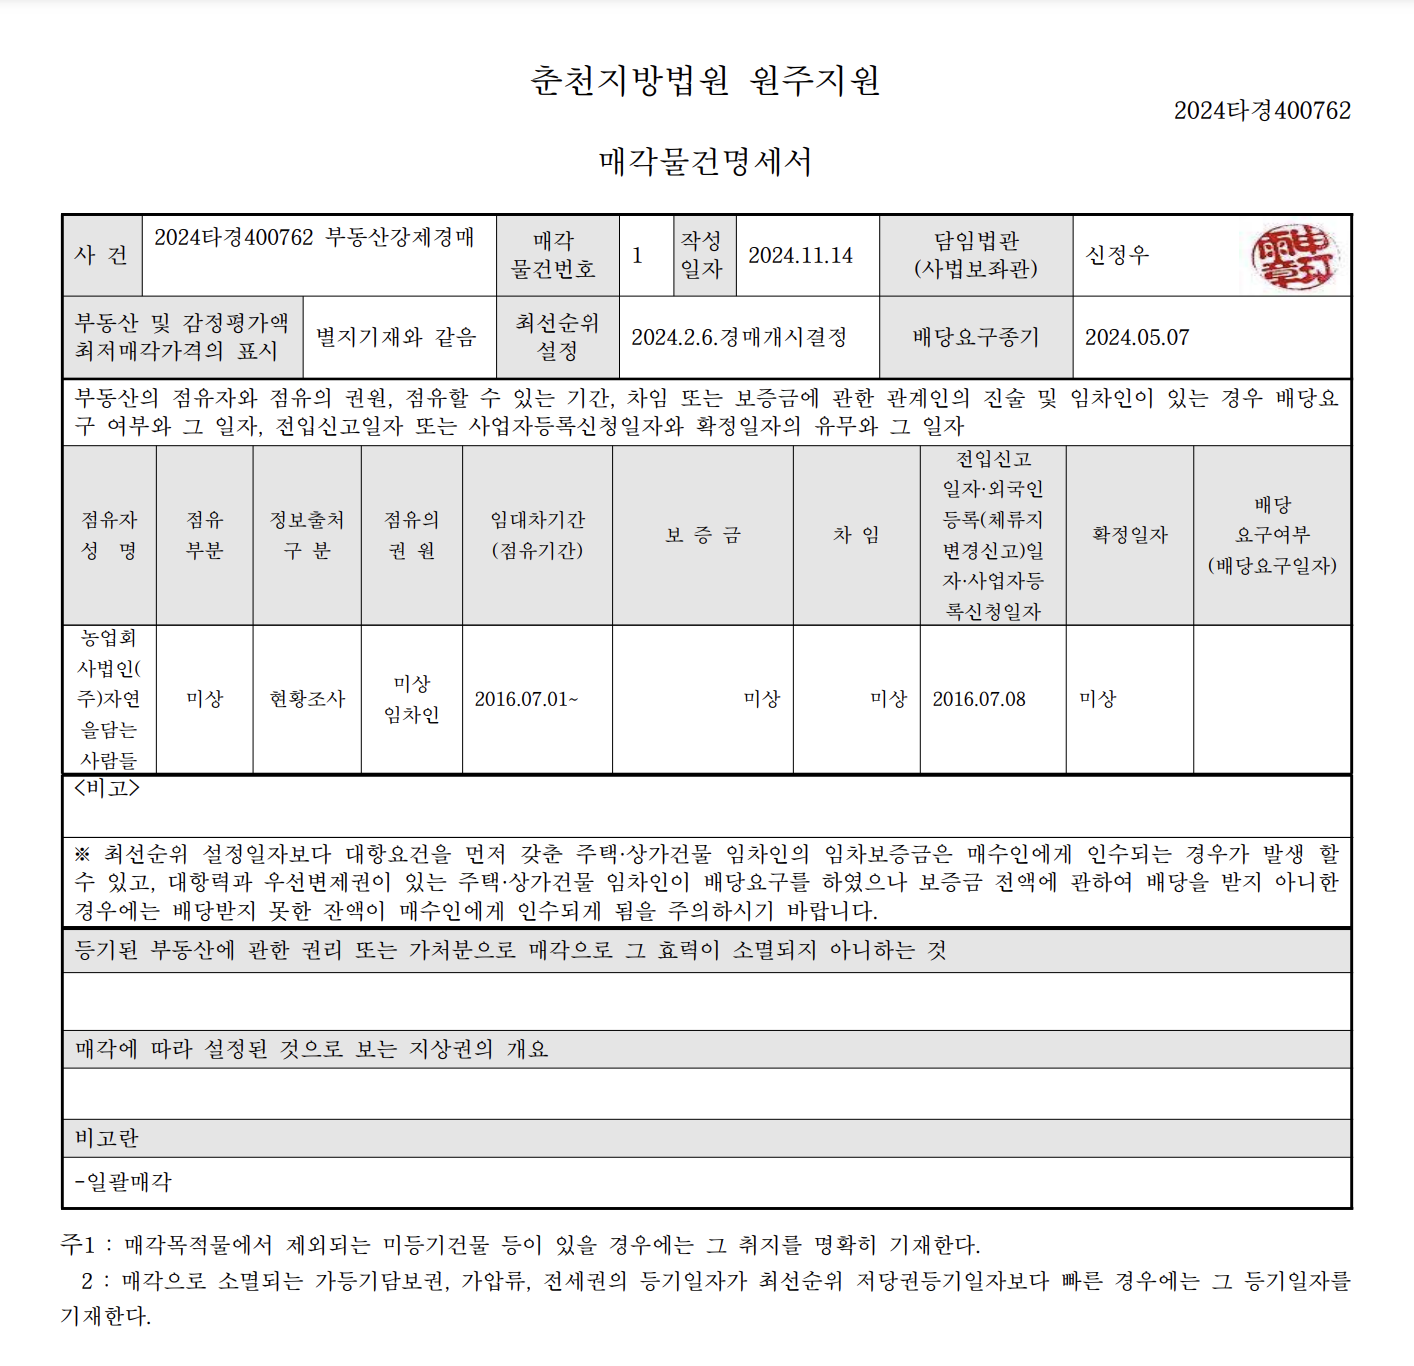 춘천지방법원 원주지원
2024타경400762
매각물건명세서
사 건
2024타경400762 부동산강제경매
매각
물건번호
1
작성
일자
2024.11.14
담임법관
(사법보좌관)
신정우
부동산 및 감정평가액
최저매각가격의 표시
별지기재와 같음
최선순위
설정
2024.2.6.경매개시결정
배당요구종기
2024.05.07
부동산의 점유자와 점유의 권원, 점유할 수 있는 기간, 차임 또는 보증금에 관한 관계인의 진술 및 임차인이 있는 경우 배당요
구 여부와 그 일자, 전입신고일자 또는 사업자등록신청일자와 확정일자의 유무와 그 일자
점유자
성 명
점유
부분
정보출처
구 분
점유의
권 원
임대차기간
(점유기간)
보 증 금
차 임
전입신고
일자·외국인
등록(체류지
변경신고)일
자·사업자등
록신청일자
확정일자
배당
요구여부
(배당요구일자)
농업회
사법인(
주)자연
을담는
사람들
미상
현황조사
미상
임차인
2016.07.01~
미상
미상
2016.07.08
미상
<비고>
※ 최선순위 설정일자보다 대항요건을 먼저 갖춘 주택·상가건물 임차인의 임차보증금은 매수인에게 인수되는 경우가 발생 할
수 있고, 대항력과 우선변제권이 있는 주택·상가건물 임차인이 배당요구를 하였으나 보증금 전액에 관하여 배당을 받지 아니한
경우에는 배당받지 못한 잔액이 매수인에게 인수되게 됨을 주의하시기 바랍니다.
등기된 부동산에 관한 권리 또는 가처분으로 매각으로 그 효력이 소멸되지 아니하는 것
매각에 따라 설정된 것으로 보는 지상권의 개요
비고란
-일괄매각
주1 : 매각목적물에서 제외되는 미등기건물 등이 있을 경우에는 그 취지를 명확히 기재한다.
2 : 매각으로 소멸되는 가등기담보권, 가압류, 전세권의 등기일자가 최선순위 저당권등기일자보다 빠른 경우에는 그 등기일자를
기재한다.